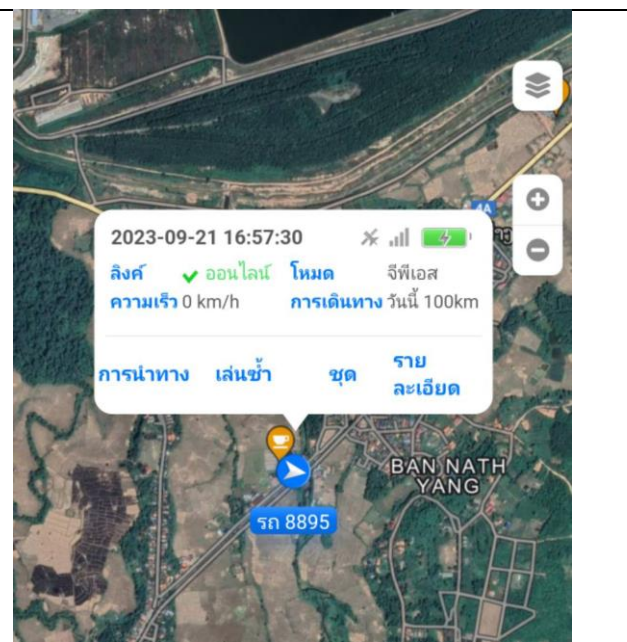 4A
2023-09-21 16:57:30
ลิงค์ ออนไลน์ โหมด จีพีเอส
ความเร็ว 0 km/h การเดินทาง วันนี้ 100km
การนำทาง เล่นซ้ำ ชุด ราย
ละเอียด
BAN NATH
YANG
รถ 8895